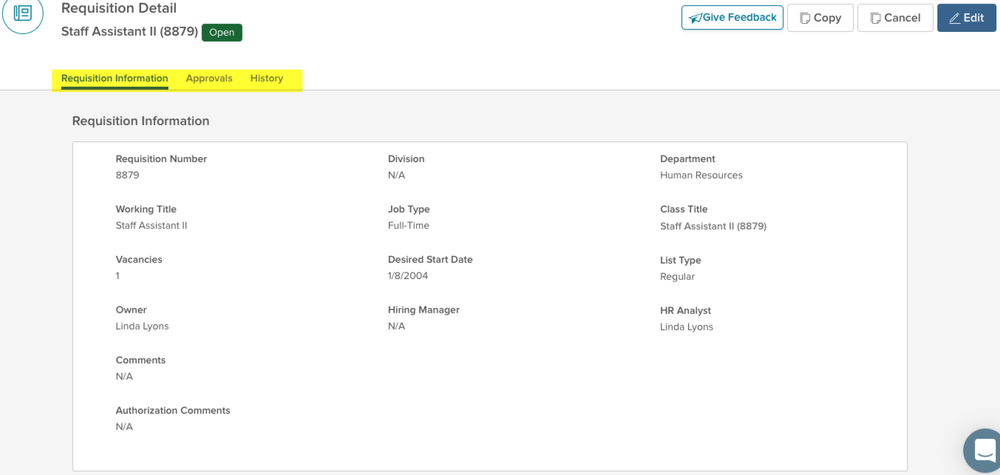 Requisition Detail
Staff Assistant II (8879) Open
Give Feedback Copy Cancel Edit
Requisition Information Approvals History
Requisition Information
Requisition Number Division Department
8879 N/A Human Resources
Working Title Job Type Class Title
Staff Assistant II Full-Time Staff Assistant II (8879)
Vacancies Desired Start Date List Type
1 1/8/2004 Regular
Owner Hiring Manager HR Analyst
Linda Lyons N/A Linda Lyons
Comments
N/A
Authorization Comments
N/A